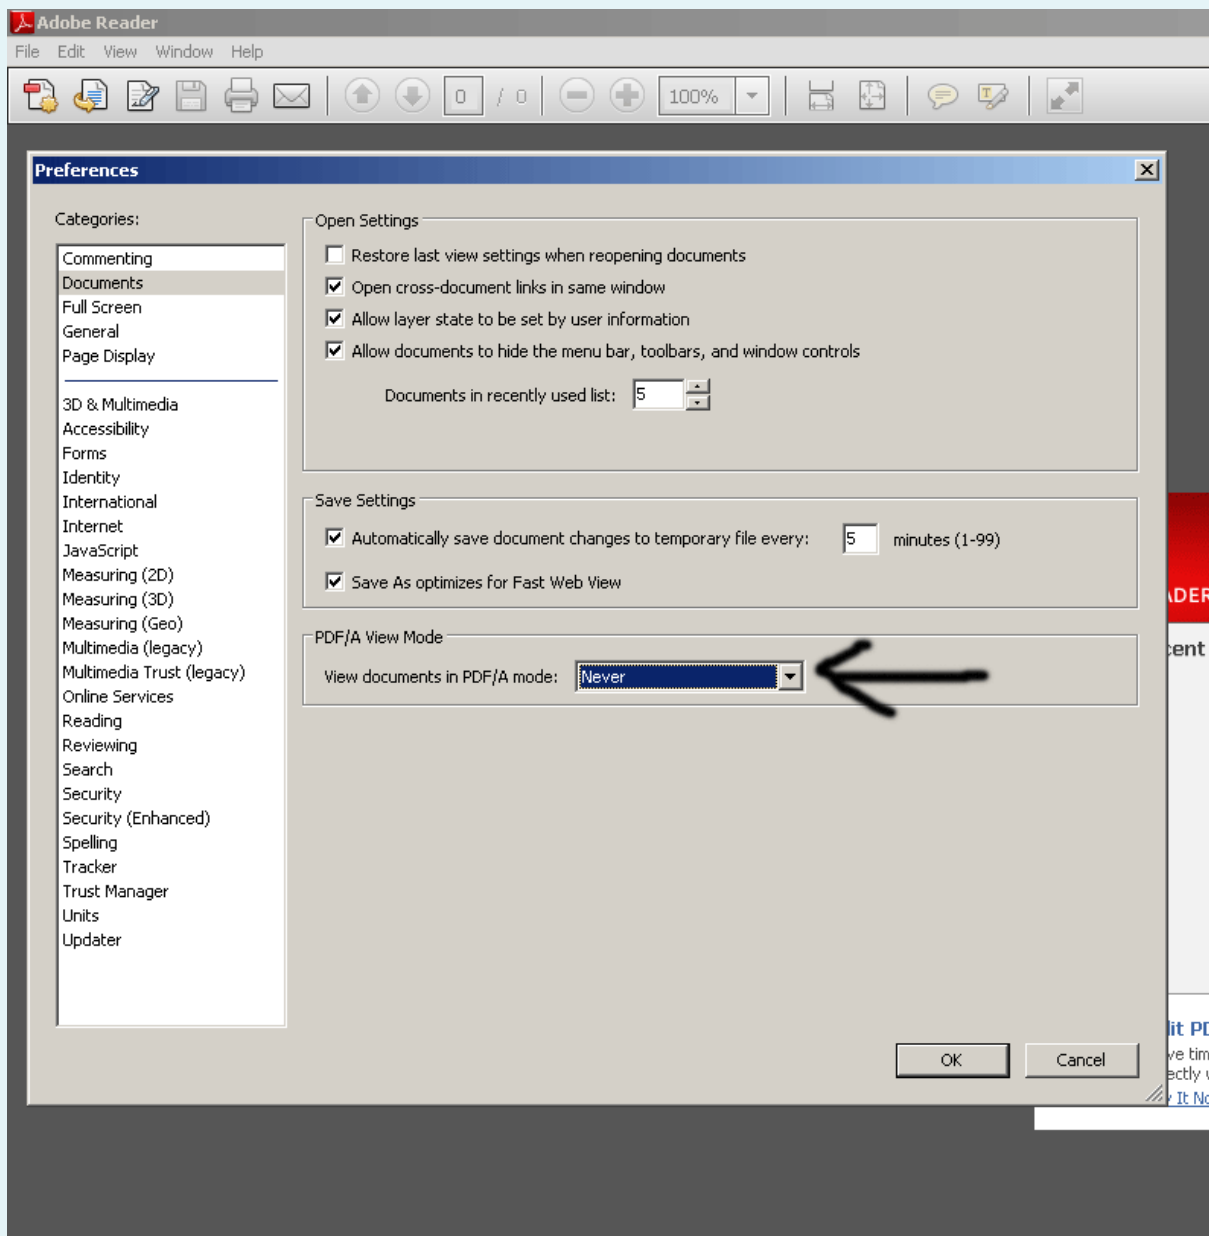 Adobe Reader
File Edit View Window Help
0 / 0 100%
Preferences
Categories:
Commenting
Documents
Full Screen
General
Page Display
3D & Multimedia
Accessibility
Forms
Identity
International
Internet
JavaScript
Measuring (2D)
Measuring (3D)
Measuring (Geo)
Multimedia (legacy)
Multimedia Trust (legacy)
Online Services
Reading
Reviewing
Search
Security
Security (Enhanced)
Spelling
Tracker
Trust Manager
Units
Updater
Open Settings
Restore last view settings when reopening documents
Open cross-document links in same window
Allow layer state to be set by user information
Allow documents to hide the menu bar, toolbars, and window controls
Documents in recently used list: 5
Save Settings
Automatically save document changes to temporary file every: 5 minutes (1-99)
Save As optimizes for Fast Web View
PDF/A View Mode
View documents in PDF/A mode: Never
OK Cancel